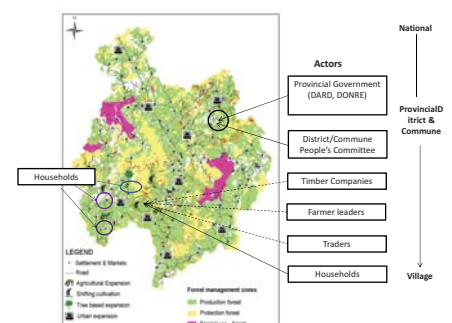 National
Actors
Provincial Government
(DARD, DONRE)
ProvincialD
itrict &
Commune
District/Commune
People's Committee
Households
Timber Companies
Farmer leaders
Traders
Households
Village
LEGEND
Settlement & Markets
Road
Agricultural Expansion
Shifting cultivation
Tree based expansion
Urban expansion
Forest management zones
Production forest
Protection forest